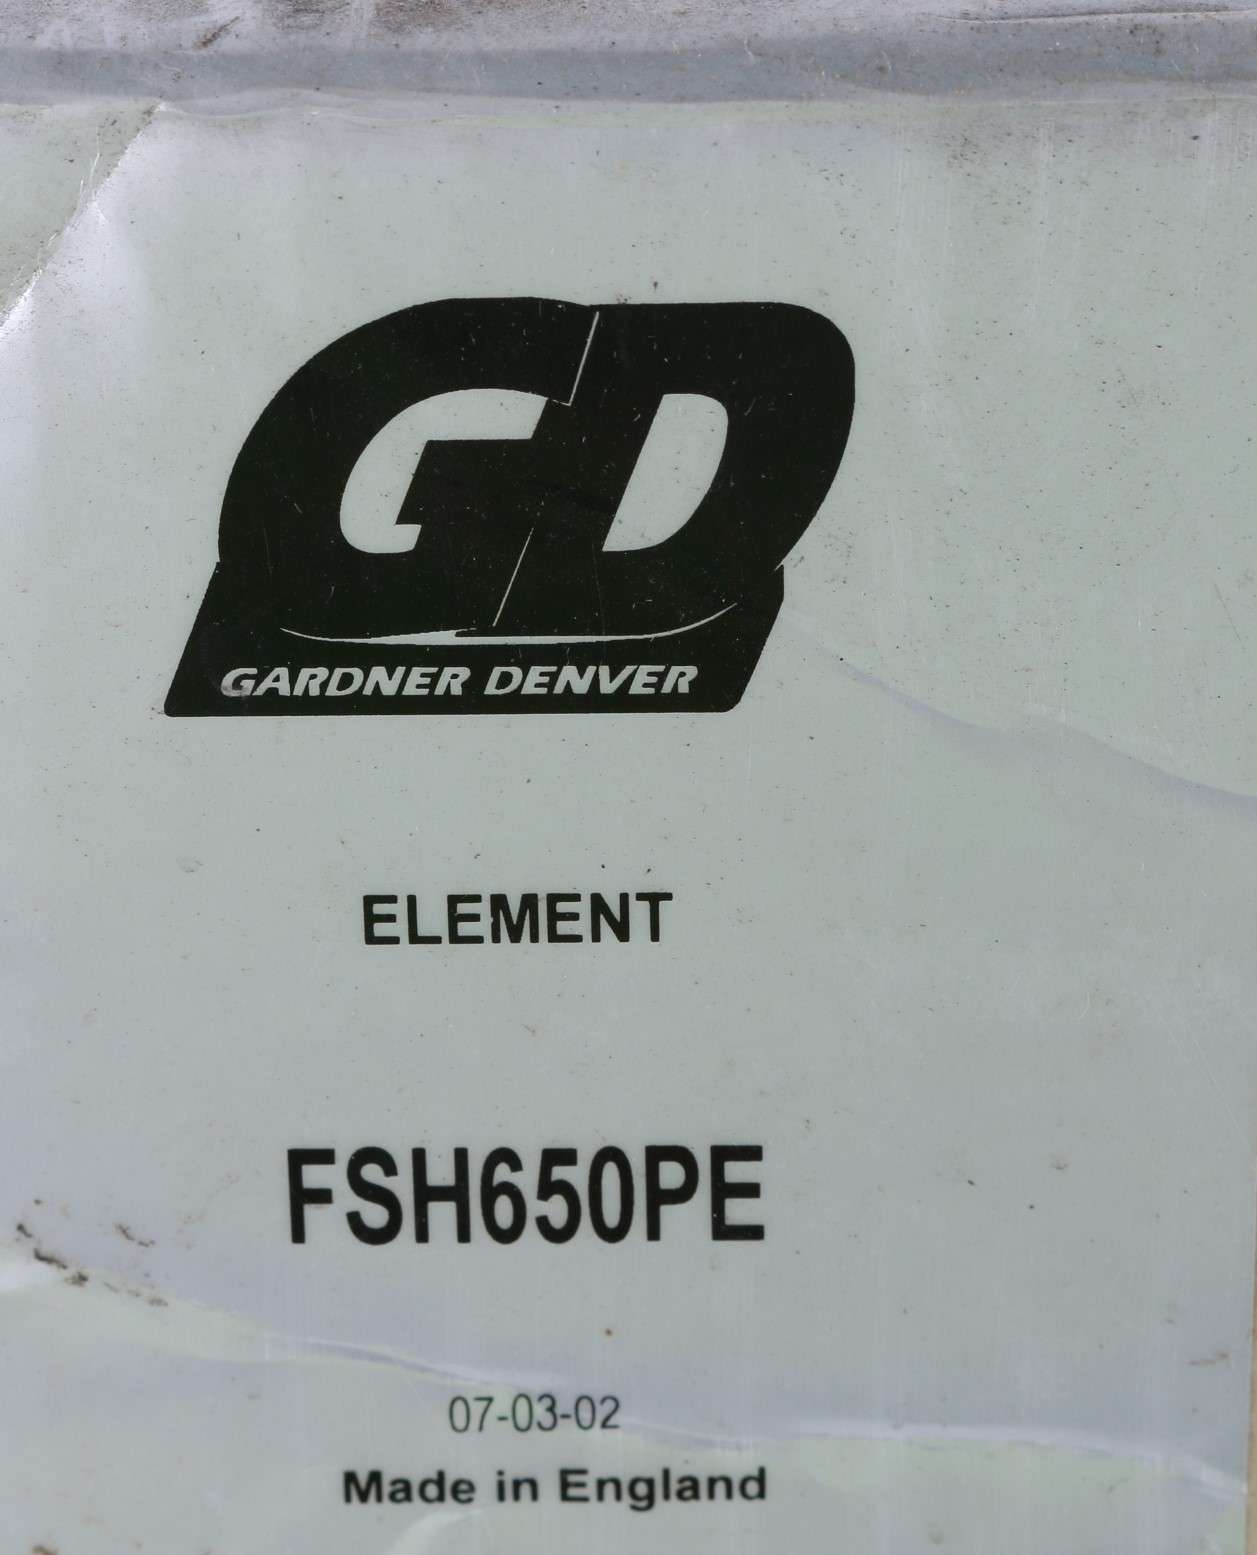 GD
GARDNER DENVER
ELEMENT
FSH650PE
07-03-02
Made in England